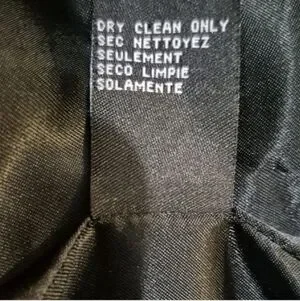 DRY CLEAN ONLY
SEC NETTOYEZ
SEULEMENT
SECO LIMPIE
SOLAMENTE